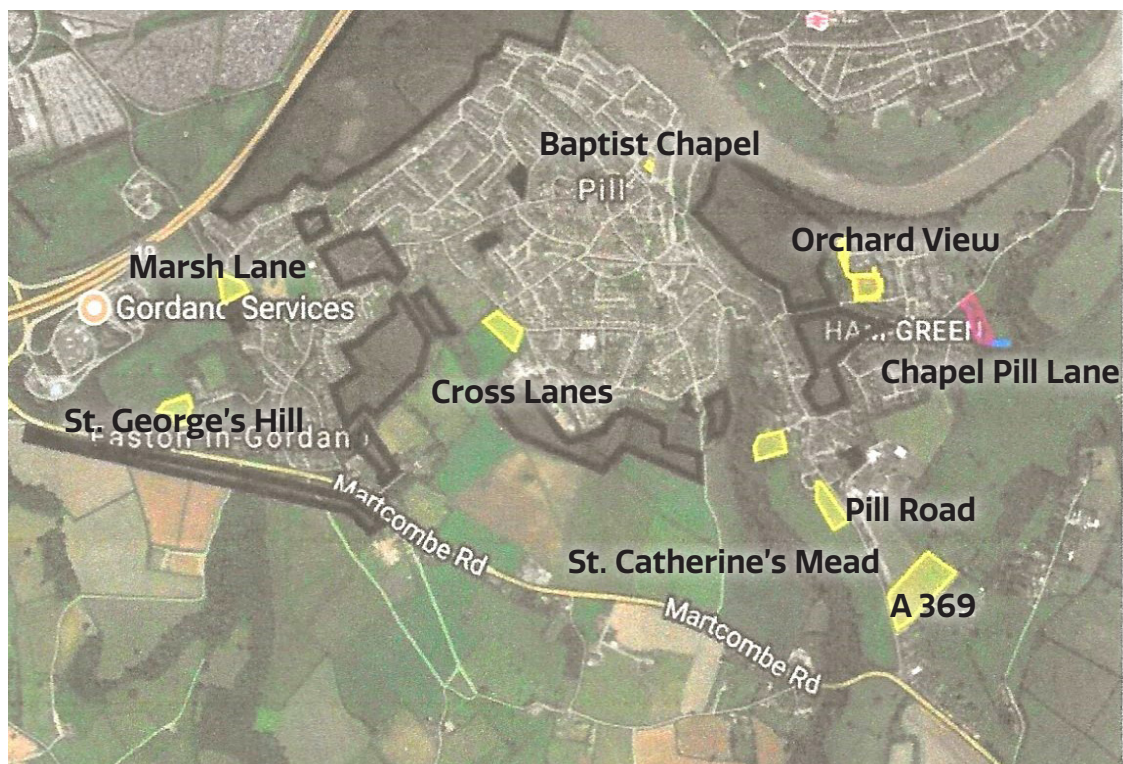 Baptist Chapel
Pill
Orchard View
19
Marsh Lane
Gordano Services
HAM GREEN
Chapel Pill Lane
Cross Lanes
St. George's Hill
Easton-in-Gordano
Martcombe Rd
Pill Road
St. Catherine's Mead
A 369
Martcombe Rd